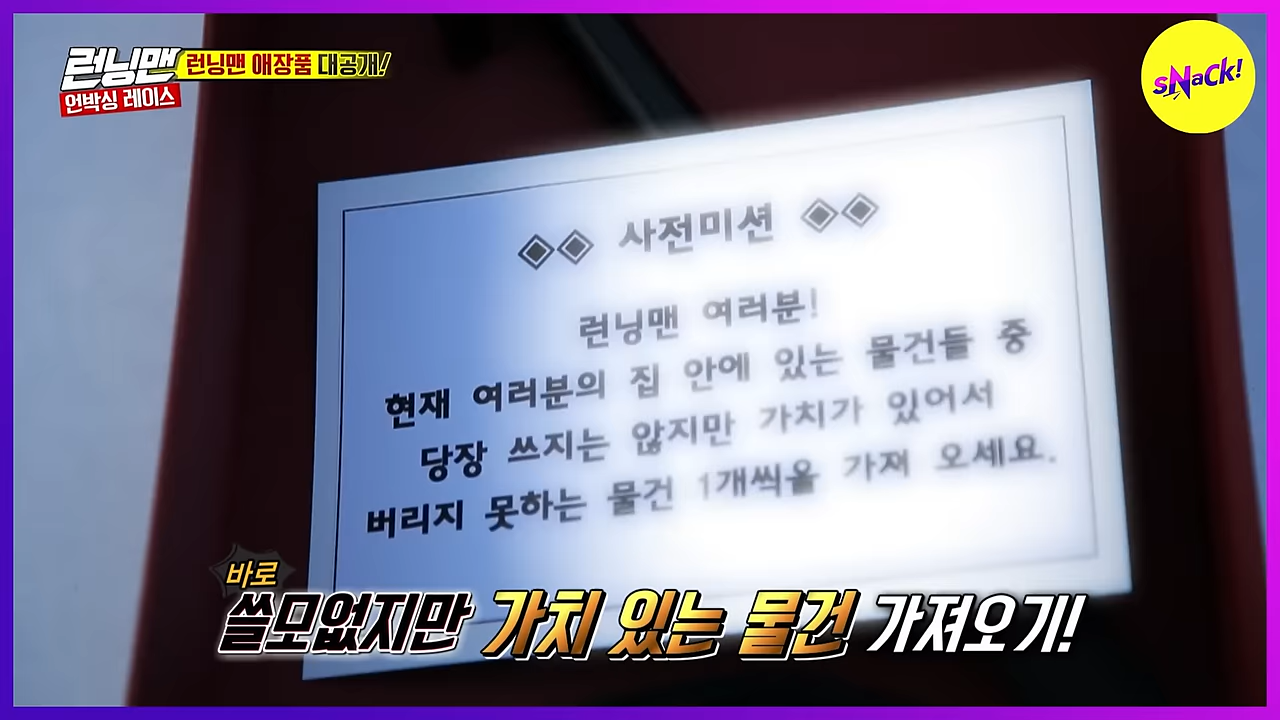 런닝맨
언박싱 레이스
런닝맨 애장품 대공개!
sNaCk!
◈◈ 사전미션 ◈◈
런닝맨 여러분!
현재 여러분의 집 안에 있는 물건들 중
당장 쓰지는 않지만 가치가 있어서
버리지 못하는 물건 1개씩을 가져 오세요.
바로
쓸모없지만 가치 있는 물건 가져오기!